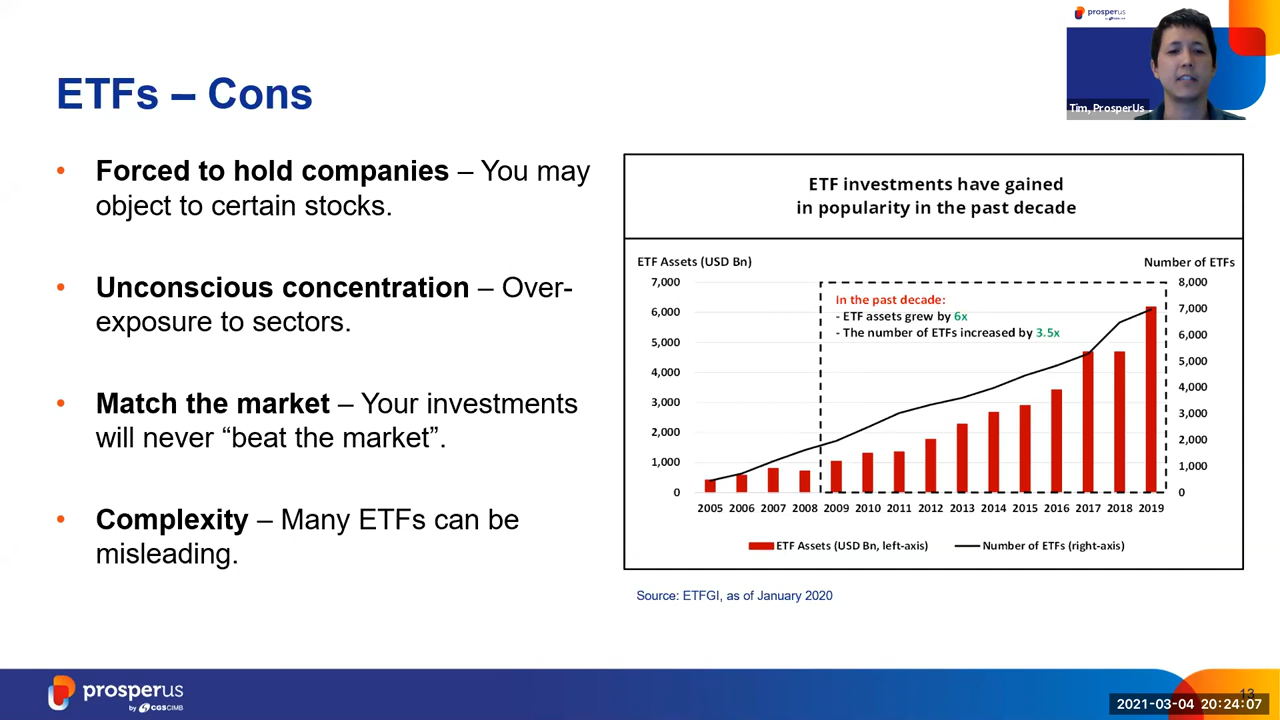 prosperus
by CGS CIMB
Tim, ProsperUs
ETFs – Cons
• Forced to hold companies – You may
object to certain stocks.
• Unconscious concentration – Over-
exposure to sectors.
• Match the market – Your investments
will never “beat the market”.
• Complexity – Many ETFs can be
misleading.
ETF investments have gained
in popularity in the past decade
ETF Assets (USD Bn)
Number of ETFs
7,000
6,000
5,000
4,000
3,000
2,000
1,000
0
8,000
7,000
6,000
5,000
4,000
3,000
2,000
1,000
0
In the past decade:
- ETF assets grew by 6x
- The number of ETFs increased by 3.5x
2005 2006 2007 2008 2009 2010 2011 2012 2013 2014 2015 2016 2017 2018 2019
ETF Assets (USD Bn, left-axis)
Number of ETFs (right-axis)
Source: ETFGI, as of January 2020
prosperus
by CGS CIMB
13
2021-03-04 20:24:07